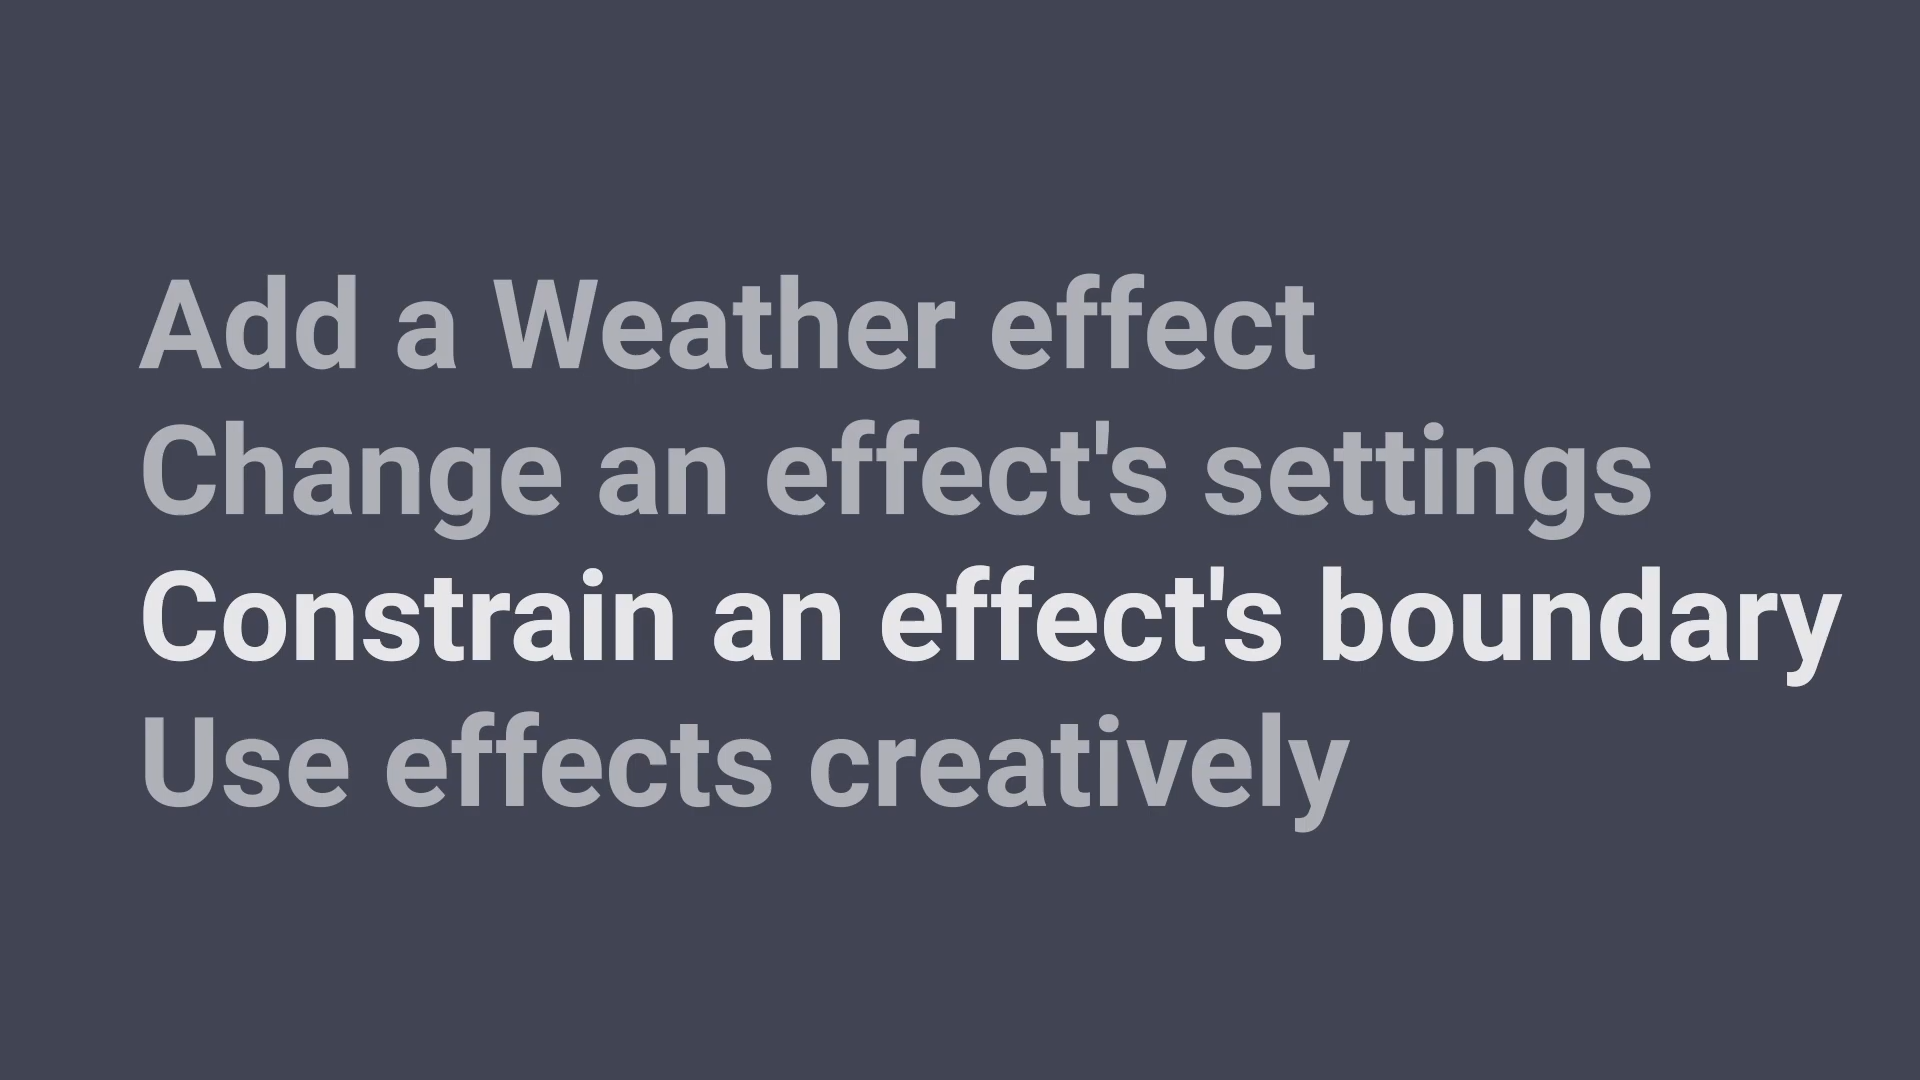 Add a Weather effect
Change an effect's settings
Constrain an effect's boundary
Use effects creatively